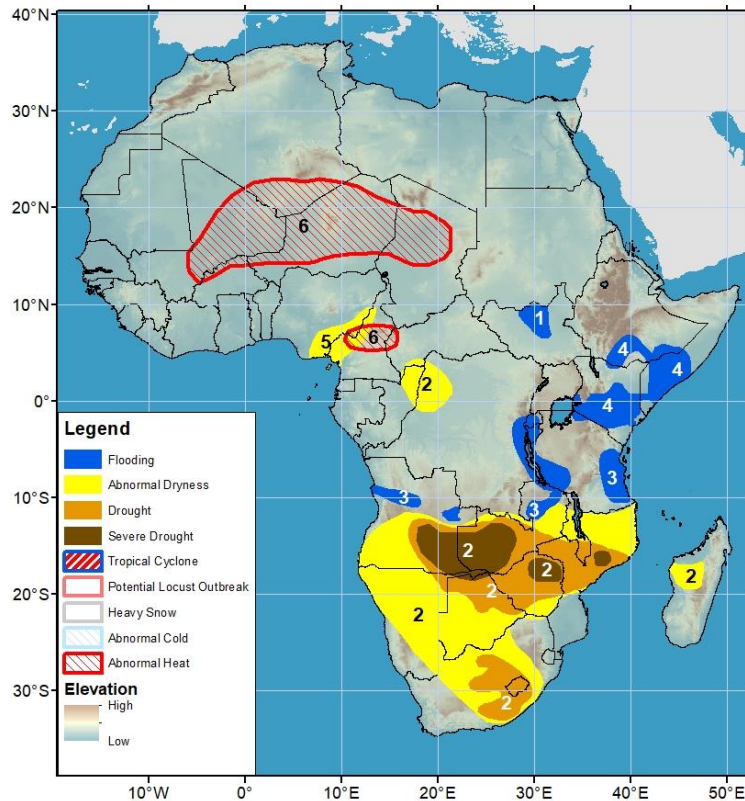 40°N
30°N
20°N
6
10°N
1
5
6
4
2
4
0°
4
Legend
Flooding
3
Abnormal Dryness
10°S
3
3
Drought
Severe Drought
2
2
Tropical Cyclone
2
2
Potential Locust Outbreak
20°S
2
Heavy Snow
Abnormal Cold
Abnormal Heat
Elevation
30°S
High
2
Low
10°W 0° 10°E 20°E 30°E 40°E 50°E